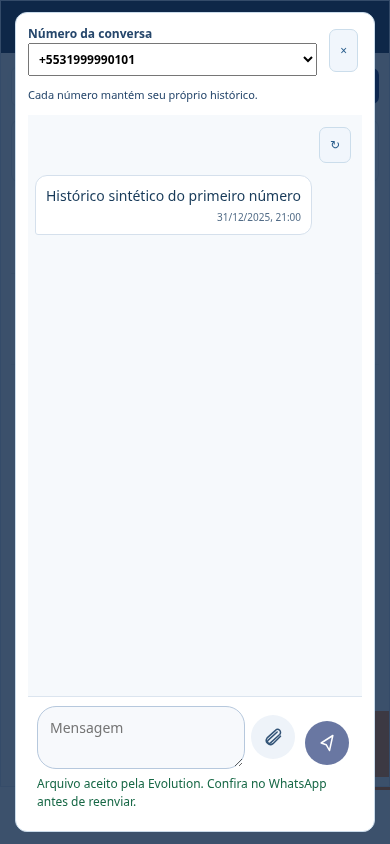 Número da conversa
+5531999990101
×
Cada número mantém seu próprio histórico.
↻
Histórico sintético do primeiro número
31/12/2025, 21:00
Mensagem
Arquivo aceito pela Evolution. Confira no WhatsApp
antes de reenviar.